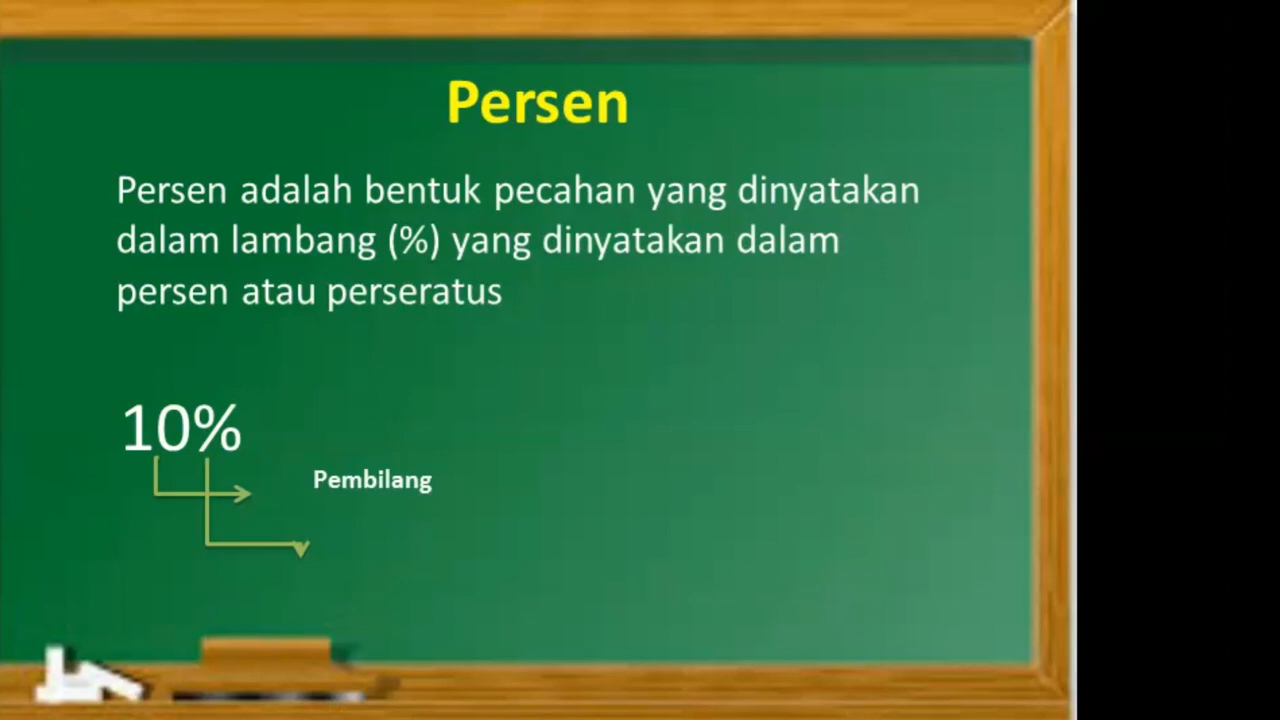 Persen
Persen adalah bentuk pecahan yang dinyatakan
dalam lambang (%) yang dinyatakan dalam
persen atau perseratus
10%
Pembilang